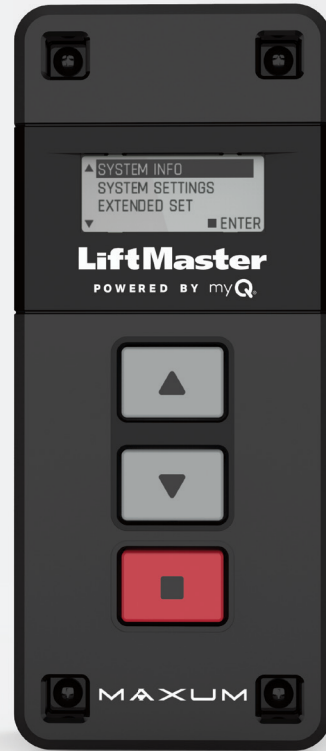 ▲ SYSTEM INFO
SYSTEM SETTINGS
EXTENDED SET
▼ ■ ENTER
LiftMaster
POWERED BY myQ®
▲
▼
■
MAXUM